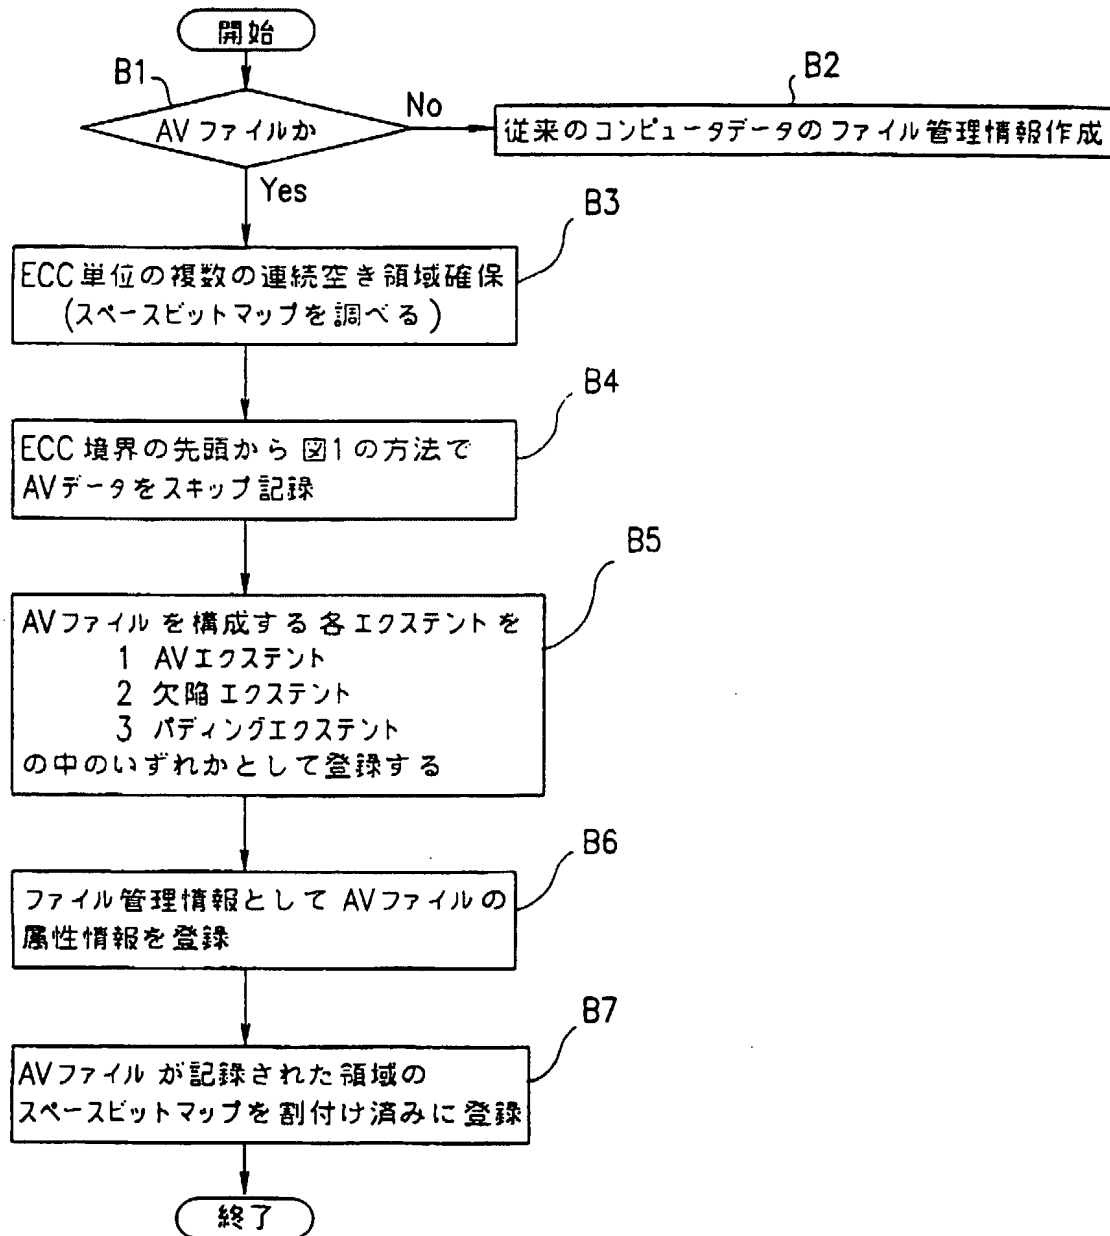 開始
B1
AVファイルか
No
B2
従来のコンピュータデータのファイル管理情報作成
Yes
B3
ECC単位の複数の連続空き領域確保
(スペースビットマップを調べる)
B4
ECC境界の先頭から図1の方法で
AVデータをスキップ記録
B5
AVファイルを構成する各エクステントを
1 AVエクステント
2 欠陥エクステント
3 パディングエクステント
の中のいずれかとして登録する
B6
ファイル管理情報としてAVファイルの
属性情報を登録
B7
AVファイルが記録された領域の
スペースビットマップを割付け済みに登録
終了